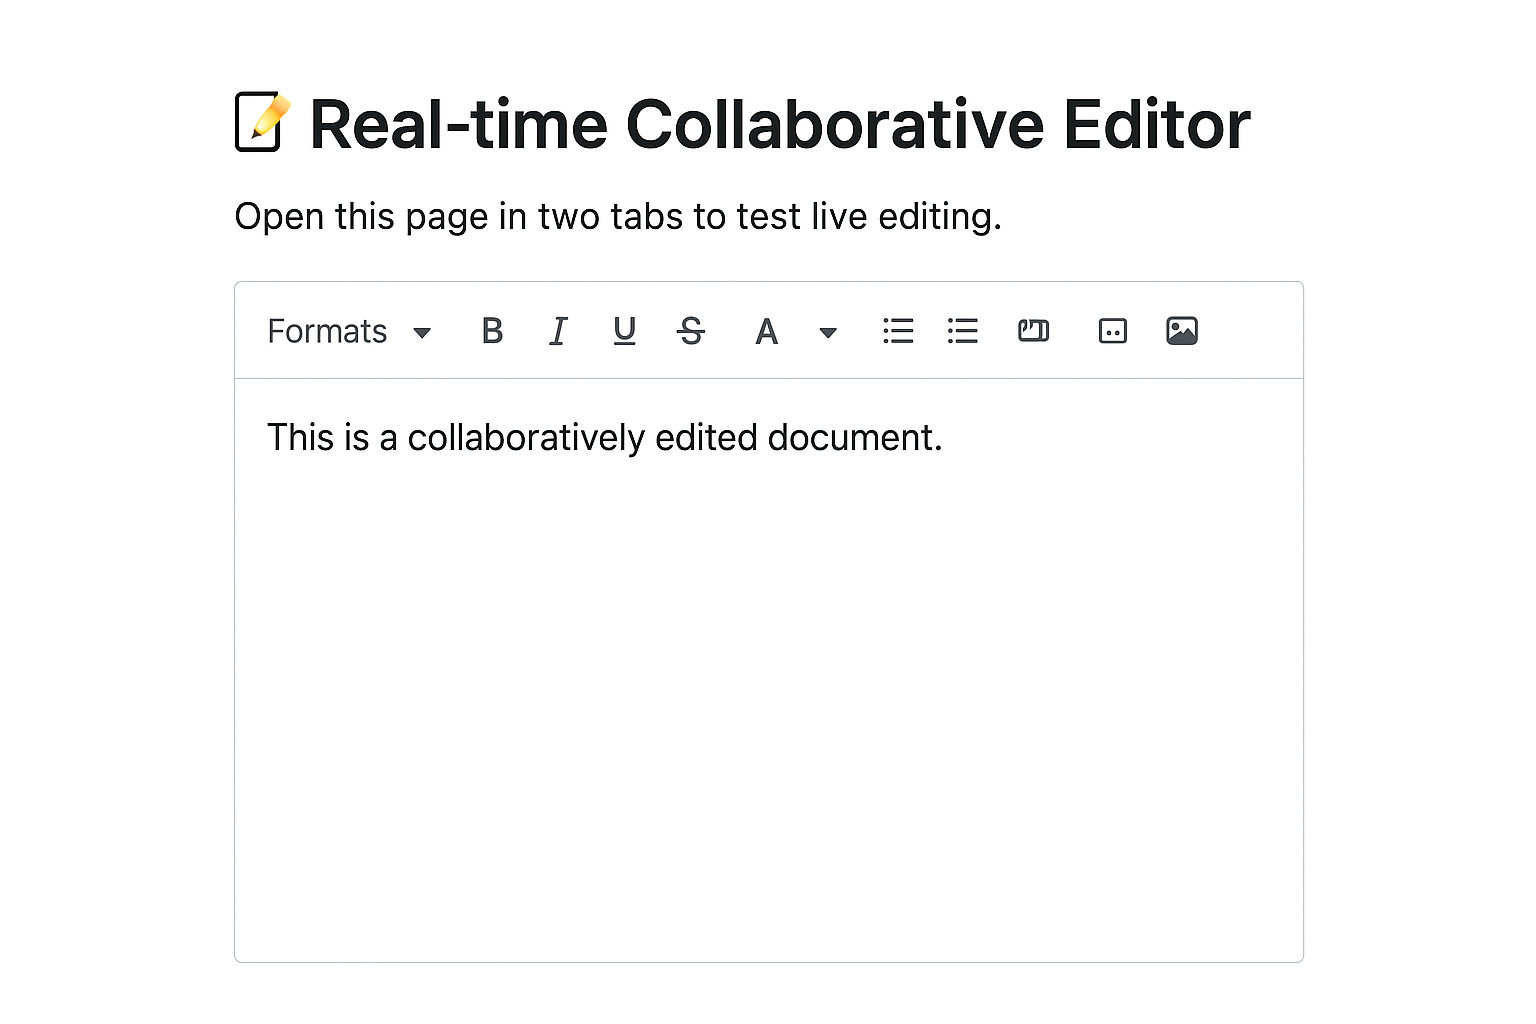 Real-time Collaborative Editor
Open this page in two tabs to test live editing.
Formats B I U S A
This is a collaboratively edited document.